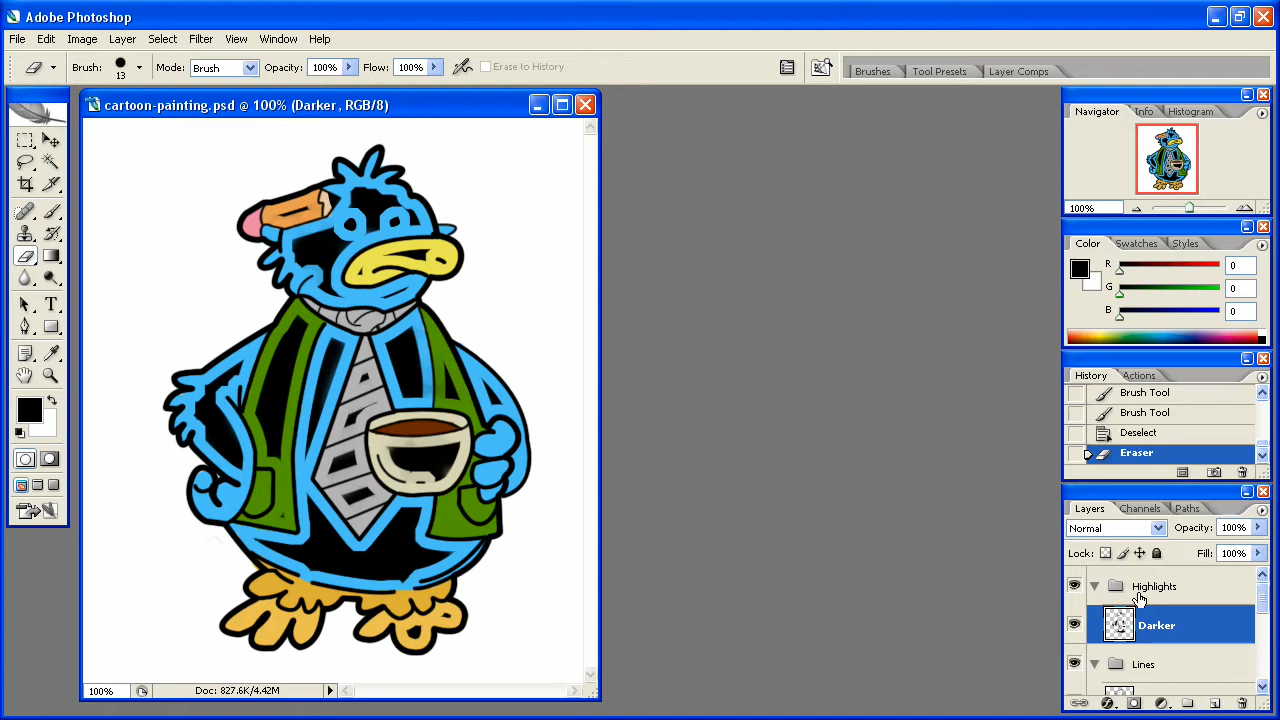 Adobe Photoshop
File Edit Image Layer Select Filter View Window Help
Brush: 13 Mode: Brush Opacity: 100% Flow: 100% Erase to History
Brushes Tool Presets Layer Comps
cartoon-painting.psd @ 100% (Darker, RGB/8)
100% Doc: 827.6K/4.42M
Navigator Info Histogram
100%
Color Swatches Styles
R 0
G 0
B 0
History Actions
Brush Tool
Brush Tool
Deselect
Eraser
Layers Channels Paths
Normal Opacity: 100%
Lock: Fill: 100%
Highlights
Darker
Lines